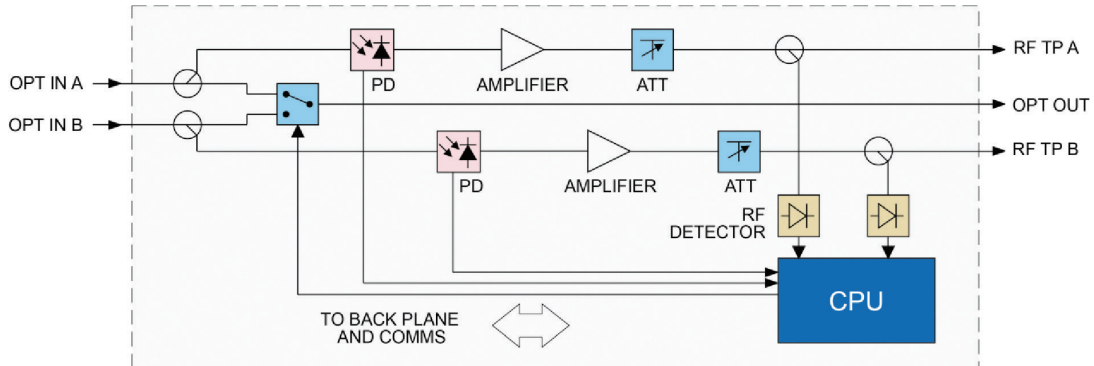 RF TP A
OPT IN A
PD
AMPLIFIER
ATT
OPT OUT
OPT IN B
RF TP B
PD
AMPLIFIER
ATT
RF
DETECTOR
CPU
TO BACK PLANE
AND COMMS